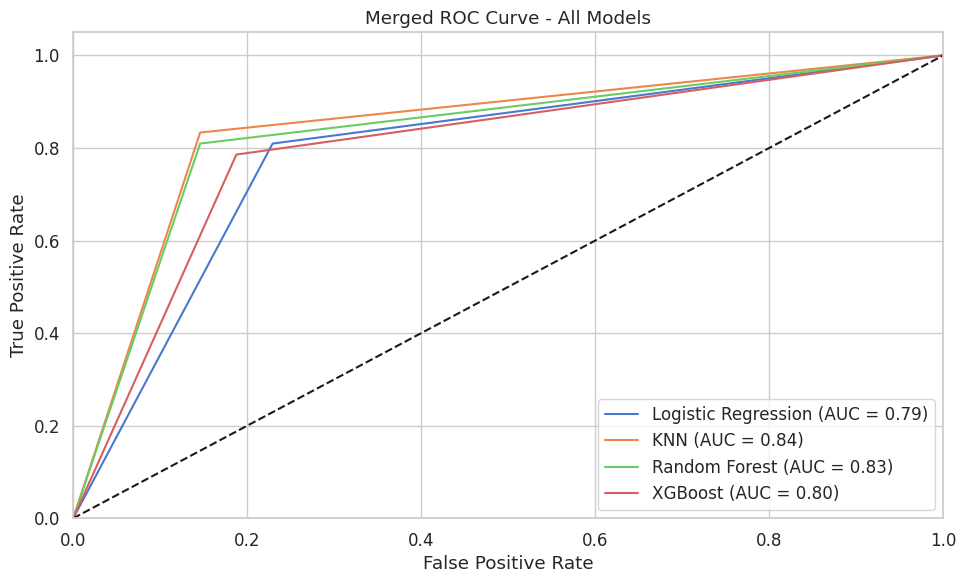 Merged ROC Curve - All Models
True Positive Rate
1.0
0.8
0.6
0.4
0.2
0.0
0.0 0.2 0.4 0.6 0.8 1.0
False Positive Rate
Logistic Regression (AUC = 0.79)
KNN (AUC = 0.84)
Random Forest (AUC = 0.83)
XGBoost (AUC = 0.80)